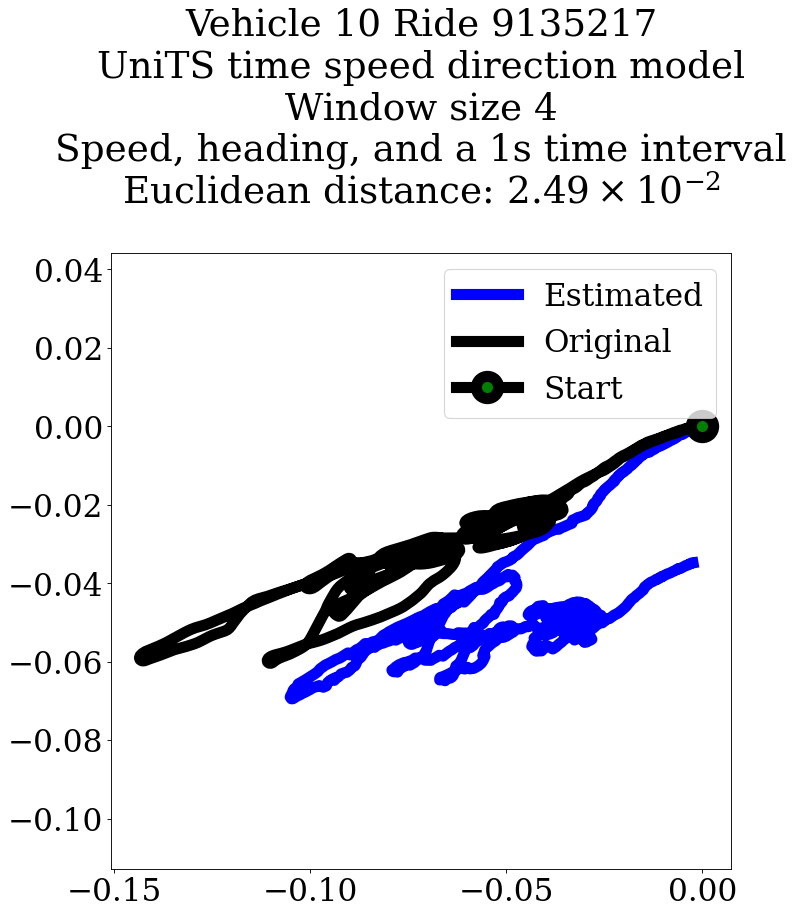 Vehicle 10 Ride 9135217
UniTS time speed direction model
Window size 4
Speed, heading, and a 1s time interval
Euclidean distance: 2.49 × 10⁻²
0.04
0.02
0.00
−0.02
−0.04
−0.06
−0.08
−0.10
Estimated
Original
Start
−0.15
−0.10
−0.05
0.00